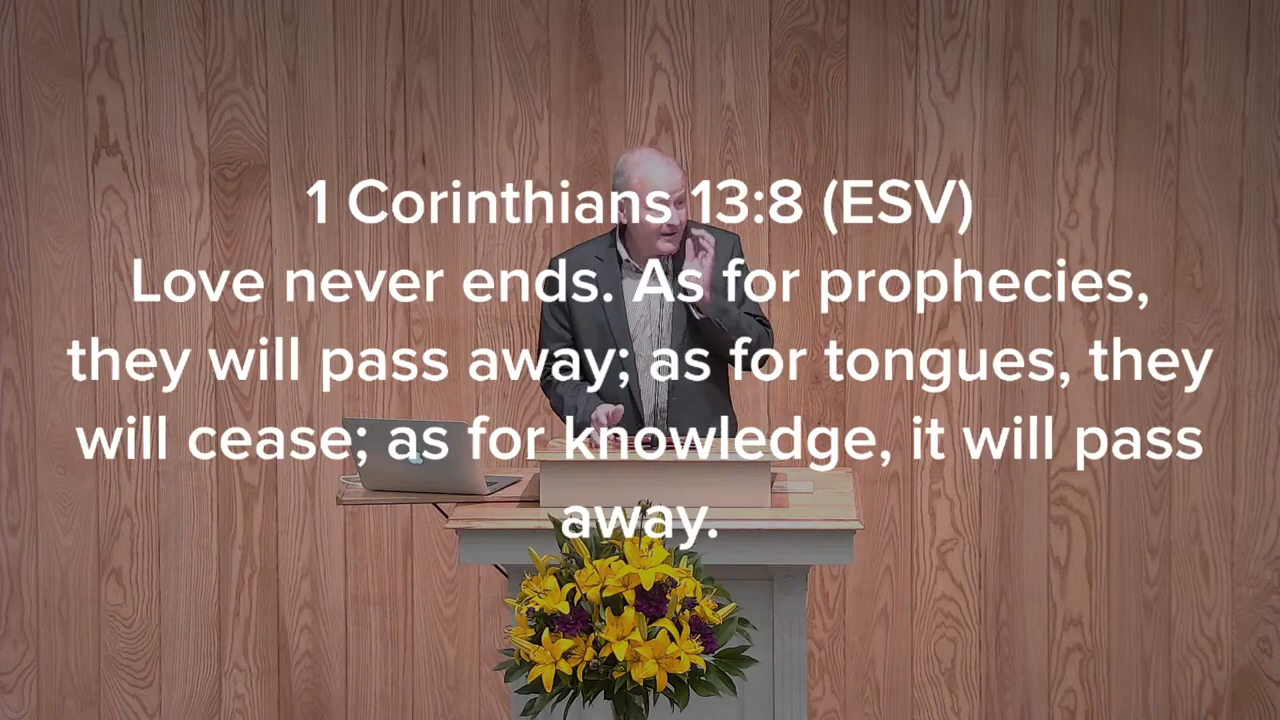 1 Corinthians 13:8 (ESV)
Love never ends. As for prophecies,
they will pass away; as for tongues, they
will cease; as for knowledge, it will pass
away.